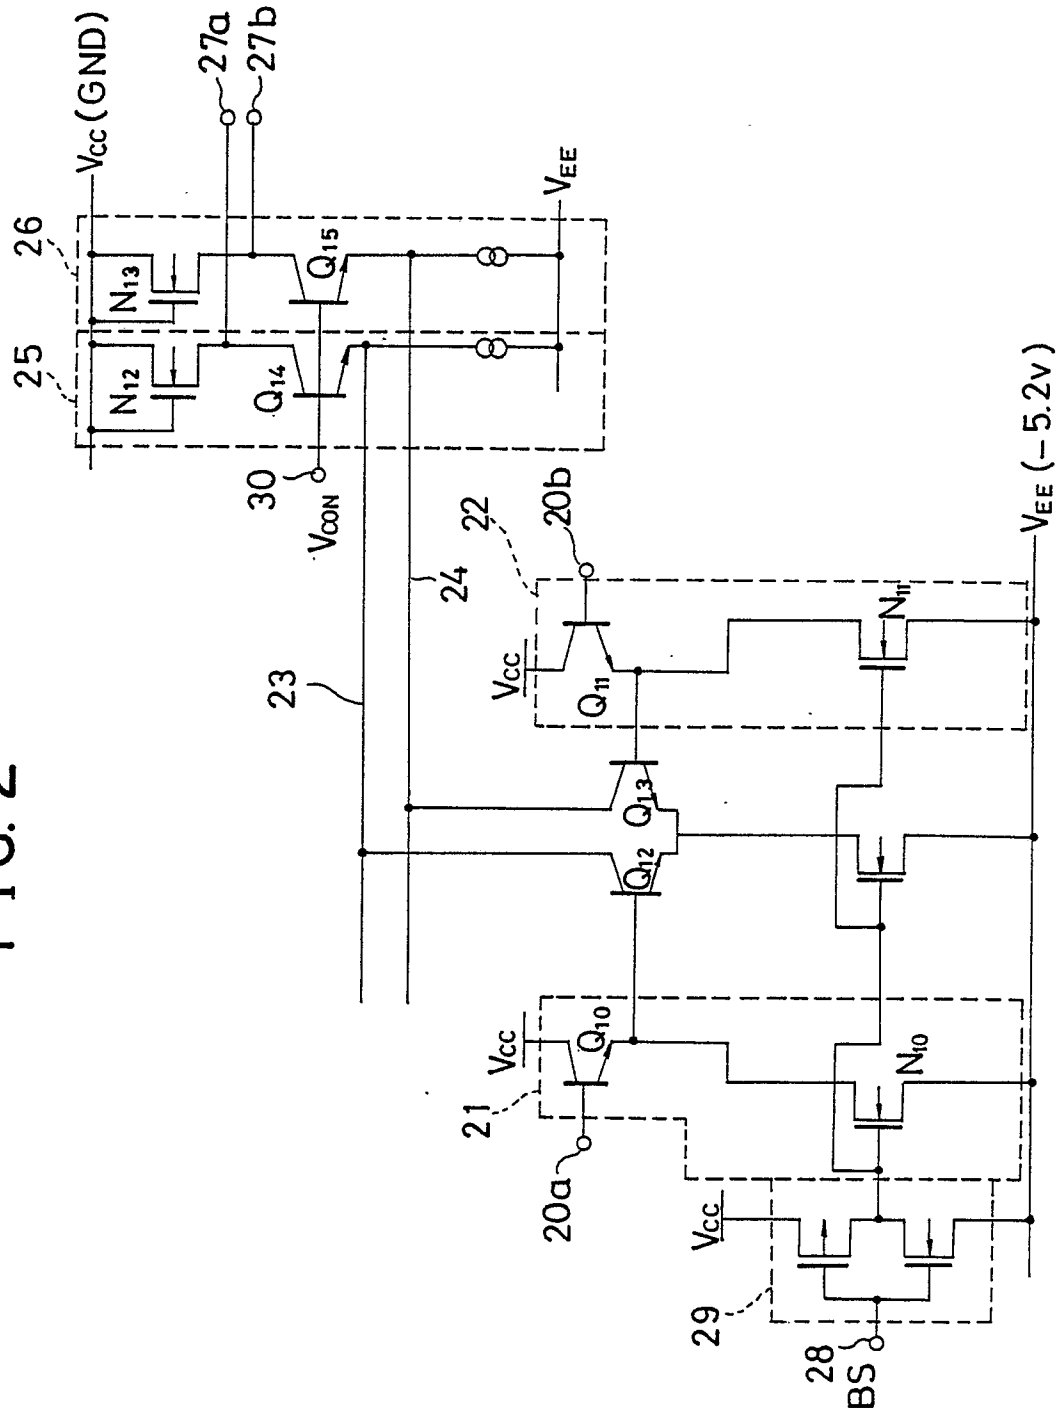 FIG. 2
VCC (GND)
26
25
27a
27b
N13
N12
Q15
Q14
VEE
30
VCON
23
24
22
20b
VCC
Q11
Q13
Q12
N11
21
VCC
Q10
20a
N10
VCC
29
28
BS
VEE (-5.2v)